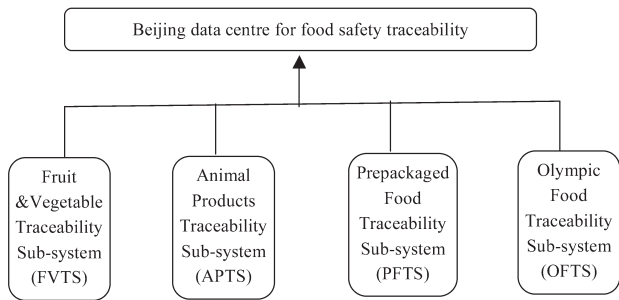 Beijing data centre for food safety traceability
Fruit
&Vegetable
Traceability
Sub-system
(FVTS)
Animal
Products
Traceability
Sub-system
(APTS)
Prepackaged
Food
Traceability
Sub-system
(PFTS)
Olympic
Food
Traceability
Sub-system
(OFTS)